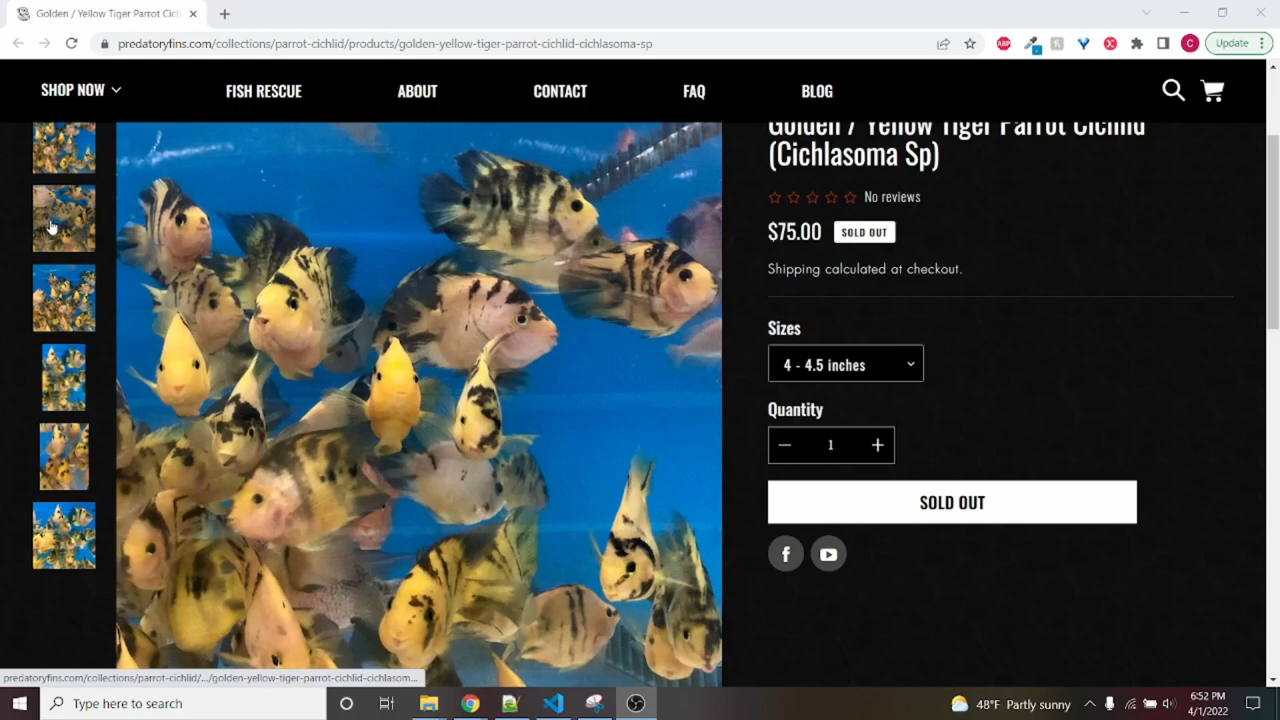 Golden / Yellow Tiger Parrot Cich
predatoryfins.com/collections/parrot-cichlid/products/golden-yellow-tiger-parrot-cichlid-cichlasoma-sp
ABP
C
Update
SHOP NOW
FISH RESCUE
ABOUT
CONTACT
FAQ
BLOG
Golden / Yellow Tiger Parrot Cichlid
(Cichlasoma Sp)
No reviews
$75.00 SOLD OUT
Shipping calculated at checkout.
Sizes
4 - 4.5 inches
Quantity
1
SOLD OUT
predatoryfins.com/collections/parrot-cichlid/.../golden-yellow-tiger-parrot-cichlid-cichlasom...
Type here to search
48°F Partly sunny
6:52 PM
4/1/2022